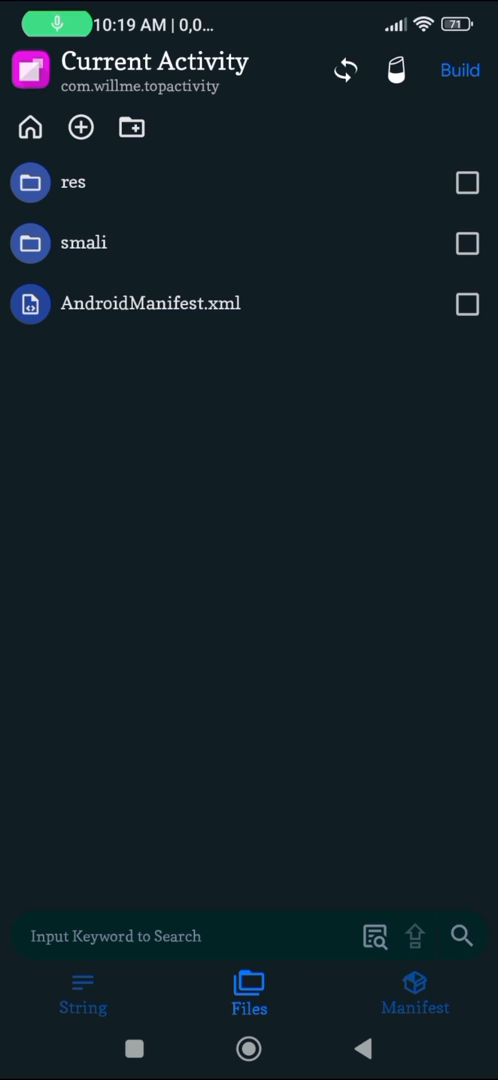 10:19 AM | 0,0...
71
Current Activity
com.willme.topactivity
Build
res
smali
AndroidManifest.xml
Input Keyword to Search
String
Files
Manifest